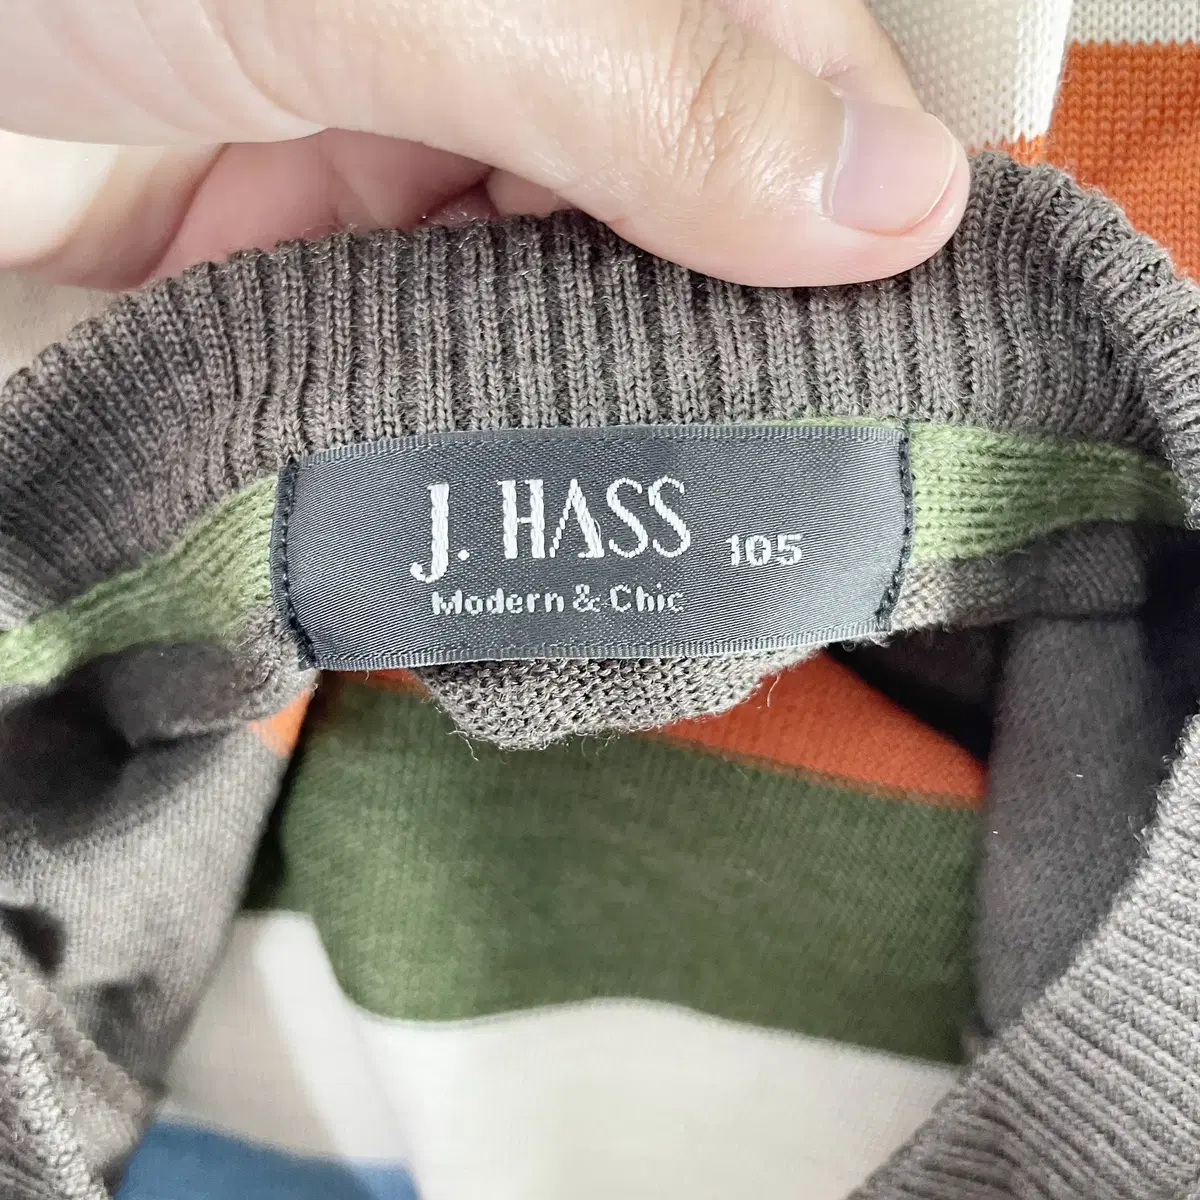 J. HASS 105
Modern & Chic